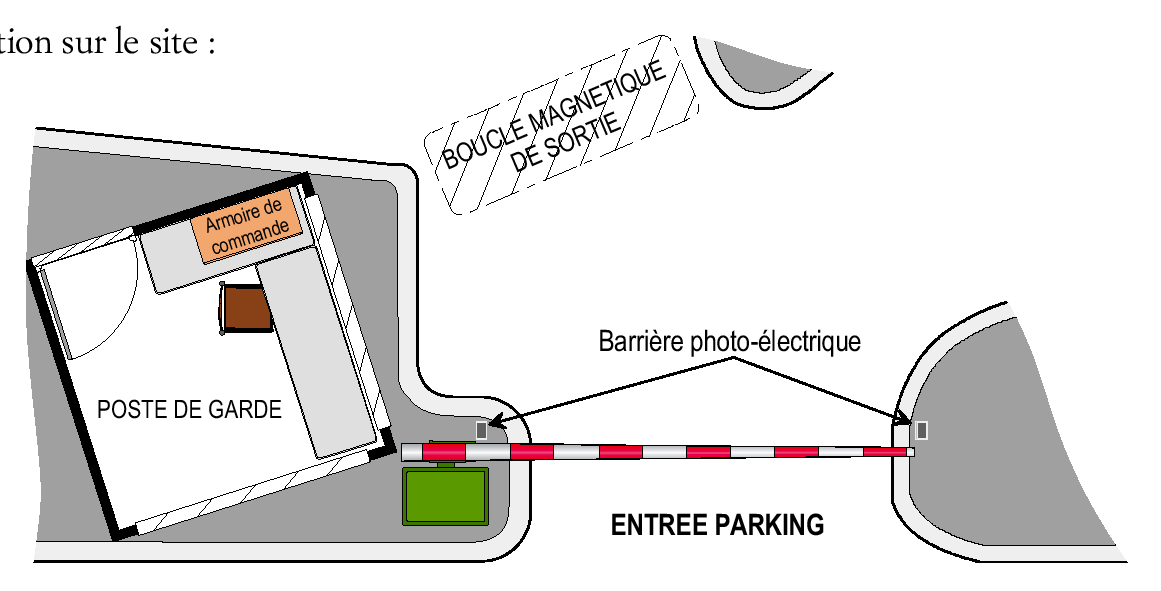 tion sur le site :
BOUCLE MAGNETIQUE
DE SORTIE
Armoire de
commande
Barrière photo-électrique
POSTE DE GARDE
ENTREE PARKING